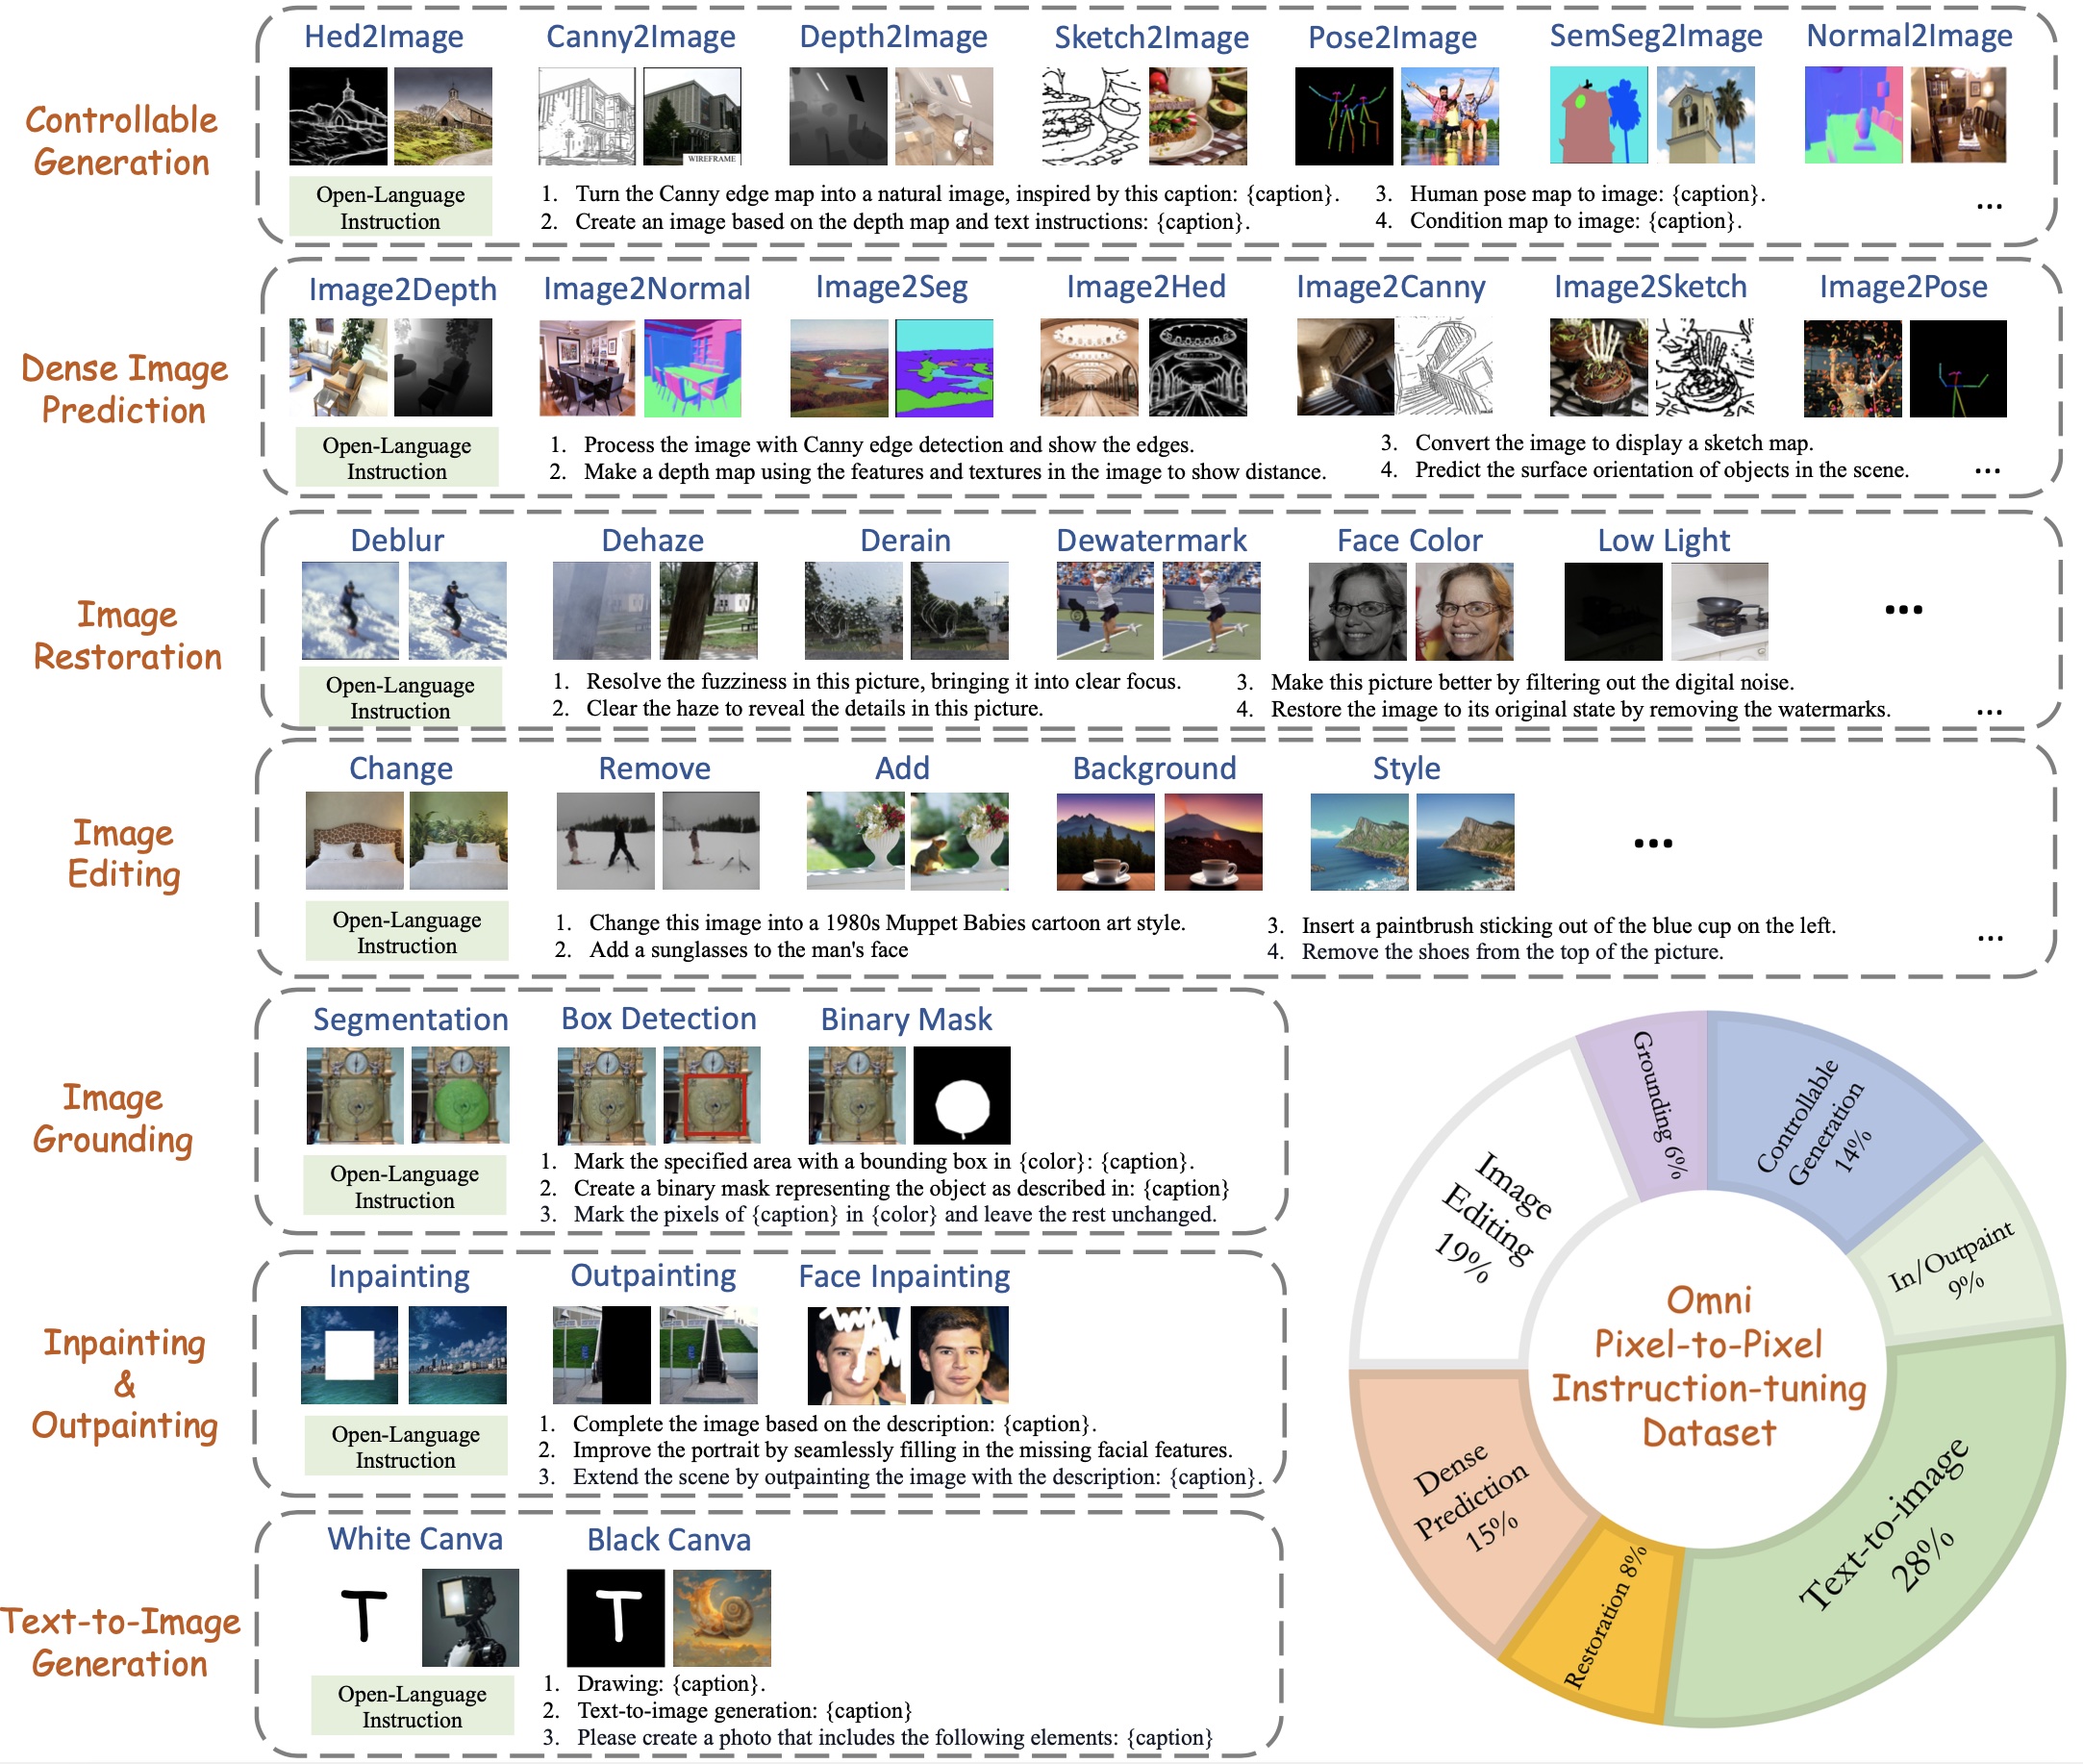 Controllable
Generation
Hed2Image
Canny2Image
Depth2Image
Sketch2Image
Pose2Image
SemSeg2Image
Normal2Image
WIREFRAME
Open-Language
Instruction
1. Turn the Canny edge map into a natural image, inspired by this caption: {caption}.
2. Create an image based on the depth map and text instructions: {caption}.
3. Human pose map to image: {caption}.
4. Condition map to image: {caption}.
...
Dense Image
Prediction
Image2Depth
Image2Normal
Image2Seg
Image2Hed
Image2Canny
Image2Sketch
Image2Pose
Open-Language
Instruction
1. Process the image with Canny edge detection and show the edges.
2. Make a depth map using the features and textures in the image to show distance.
3. Convert the image to display a sketch map.
4. Predict the surface orientation of objects in the scene.
...
Image
Restoration
Deblur
Dehaze
Derain
Dewatermark
Face Color
Low Light
...
Open-Language
Instruction
1. Resolve the fuzziness in this picture, bringing it into clear focus.
2. Clear the haze to reveal the details in this picture.
3. Make this picture better by filtering out the digital noise.
4. Restore the image to its original state by removing the watermarks.
...
Image
Editing
Change
Remove
Add
Background
Style
...
Open-Language
Instruction
1. Change this image into a 1980s Muppet Babies cartoon art style.
2. Add a sunglasses to the man's face
3. Insert a paintbrush sticking out of the blue cup on the left.
4. Remove the shoes from the top of the picture.
...
Image
Grounding
Segmentation
Box Detection
Binary Mask
Open-Language
Instruction
1. Mark the specified area with a bounding box in {color}: {caption}.
2. Create a binary mask representing the object as described in: {caption}
3. Mark the pixels of {caption} in {color} and leave the rest unchanged.
Inpainting
&
Outpainting
Inpainting
Outpainting
Face Inpainting
Open-Language
Instruction
1. Complete the image based on the description: {caption}.
2. Improve the portrait by seamlessly filling in the missing facial features.
3. Extend the scene by outpainting the image with the description: {caption}.
Text-to-Image
Generation
White Canva
Black Canva
T
T
Open-Language
Instruction
1. Drawing: {caption}.
2. Text-to-image generation: {caption}
3. Please create a photo that includes the following elements: {caption}
Grounding 6%
Controllable
Generation
14%
In/Outpaint
9%
Text-to-image
28%
Restoration 8%
Dense
Prediction
15%
Image
Editing
19%
Omni
Pixel-to-Pixel
Instruction-tuning
Dataset